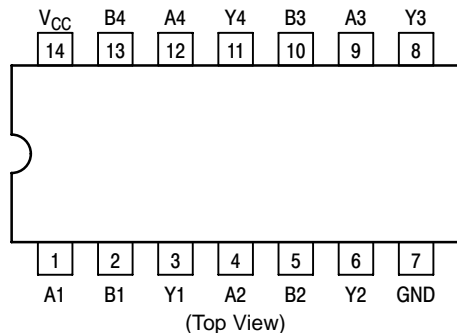 V_CC B4 A4 Y4 B3 A3 Y3
14 13 12 11 10 9 8
1 2 3 4 5 6 7
A1 B1 Y1 A2 B2 Y2 GND
(Top View)